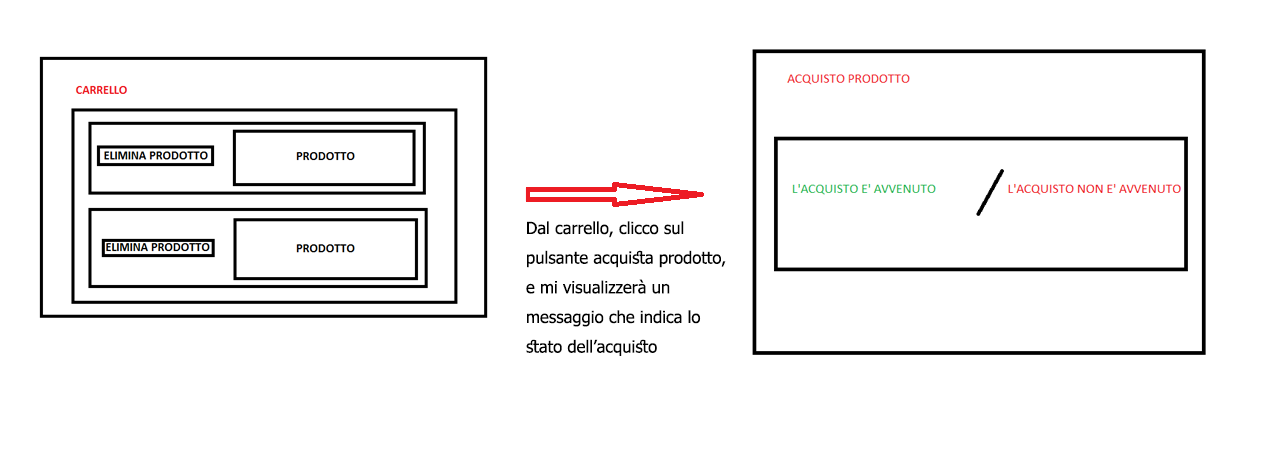 CARRELLO
ELIMINA PRODOTTO
PRODOTTO
ELIMINA PRODOTTO
PRODOTTO
Dal carrello, clicco sul
pulsante acquista prodotto,
e mi visualizzerà un
messaggio che indica lo
stato dell’acquisto
ACQUISTO PRODOTTO
L'ACQUISTO E' AVVENUTO / L'ACQUISTO NON E' AVVENUTO